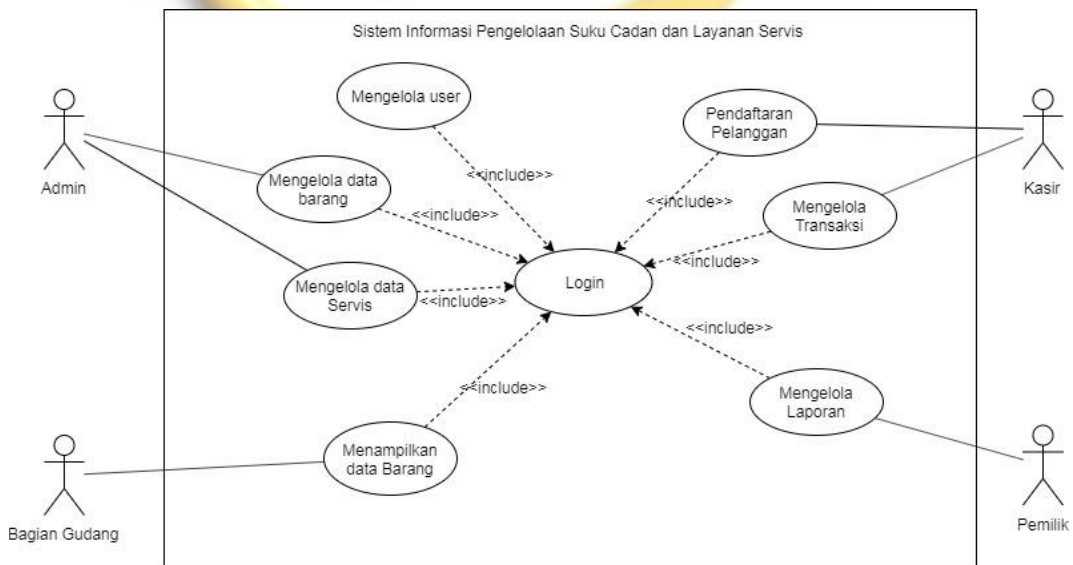 Sistem Informasi Pengelolaan Suku Cadan dan Layanan Servis
Mengelola user
Pendaftaran
Pelanggan
Admin
Kasir
<<include>>
Mengelola data
barang
<<include>>
<<include>>
Mengelola
Transaksi
<<include>>
Login
Mengelola data
Servis
<<include>>
<<include>>
<<include>>
Mengelola
Laporan
Menampilkan
data Barang
Bagian Gudang
Pemilik